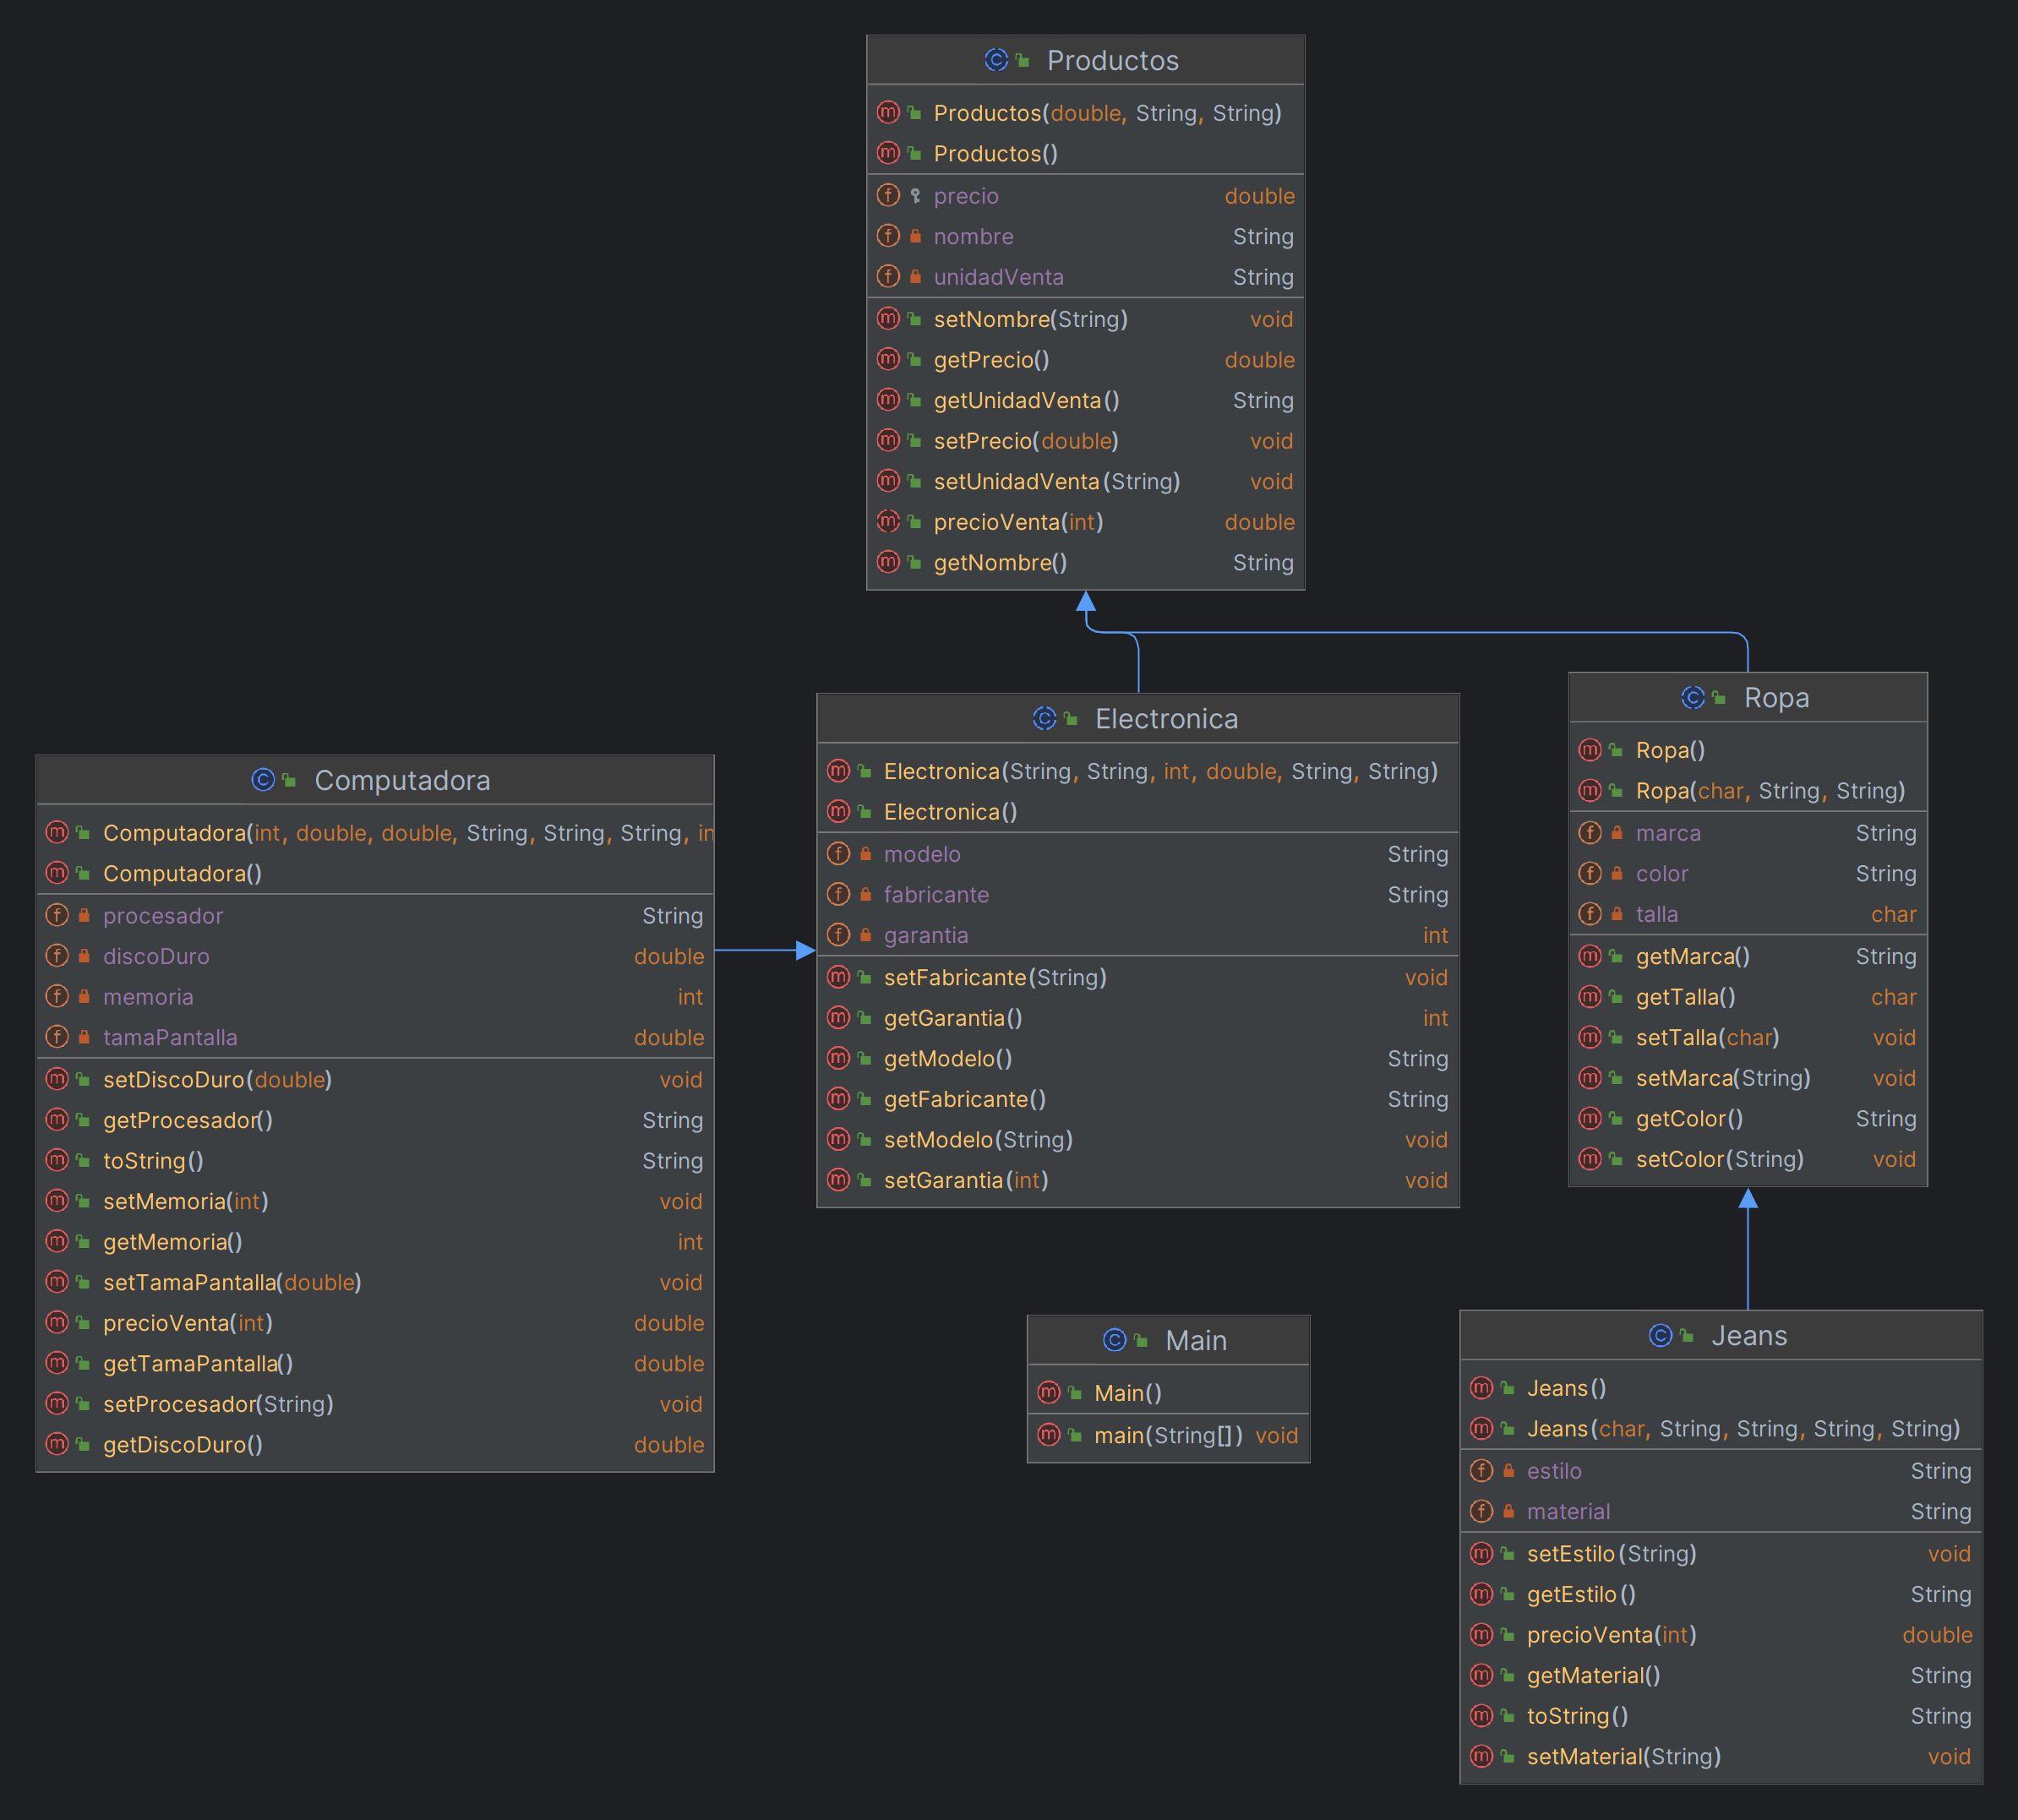 Productos
Productos(double, String, String)
Productos()
precio double
nombre String
unidadVenta String
setNombre(String) void
getPrecio() double
getUnidadVenta() String
setPrecio(double) void
setUnidadVenta(String) void
precioVenta(int) double
getNombre() String
Electronica
Electronica(String, String, int, double, String, String)
Electronica()
modelo String
fabricante String
garantia int
setFabricante(String) void
getGarantia() int
getModelo() String
getFabricante() String
setModelo(String) void
setGarantia(int) void
Ropa
Ropa()
Ropa(char, String, String)
marca String
color String
talla char
getMarca() String
getTalla() char
setTalla(char) void
setMarca(String) void
getColor() String
setColor(String) void
Computadora
Computadora(int, double, double, String, String, String, in
Computadora()
procesador String
discoDuro double
memoria int
tamaPantalla double
setDiscoDuro(double) void
getProcesador() String
toString() String
setMemoria(int) void
getMemoria() int
setTamaPantalla(double) void
precioVenta(int) double
getTamaPantalla() double
setProcesador(String) void
getDiscoDuro() double
Main
Main()
main(String[]) void
Jeans
Jeans()
Jeans(char, String, String, String, String)
estilo String
material String
setEstilo(String) void
getEstilo() String
precioVenta(int) double
getMaterial() String
toString() String
setMaterial(String) void